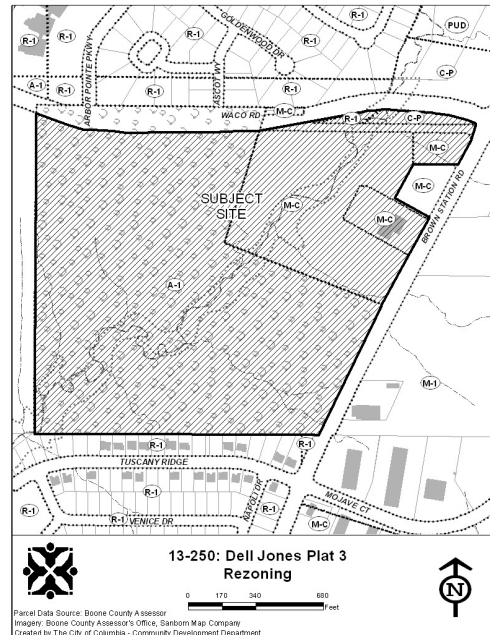 GOLDENWOOD DR
PUD
R-1
R-1
R-1
R-1
C-P
A-1
R-1
ARBOR POINTE PKWY
R-1
TASCOT WY
R-1
WACO RD
M-C
R-1
C-P
M-C
SUBJECT
SITE
M-C
M-C
M-C
BROWN STATION RD
A-1
M-1
R-1
R-1
TUSCANY RIDGE
R-1
R-1
NAPOLI DR
R-1
MOJAVE CT
R-1
VENICE DR
M-C
13-250: Dell Jones Plat 3
Rezoning
0 170 340 680
Feet
N
Parcel Data Source: Boone County Assessor
Imagery: Boone County Assessor's Office, Sanborn Map Company
Created by The City of Columbia - Community Development Department